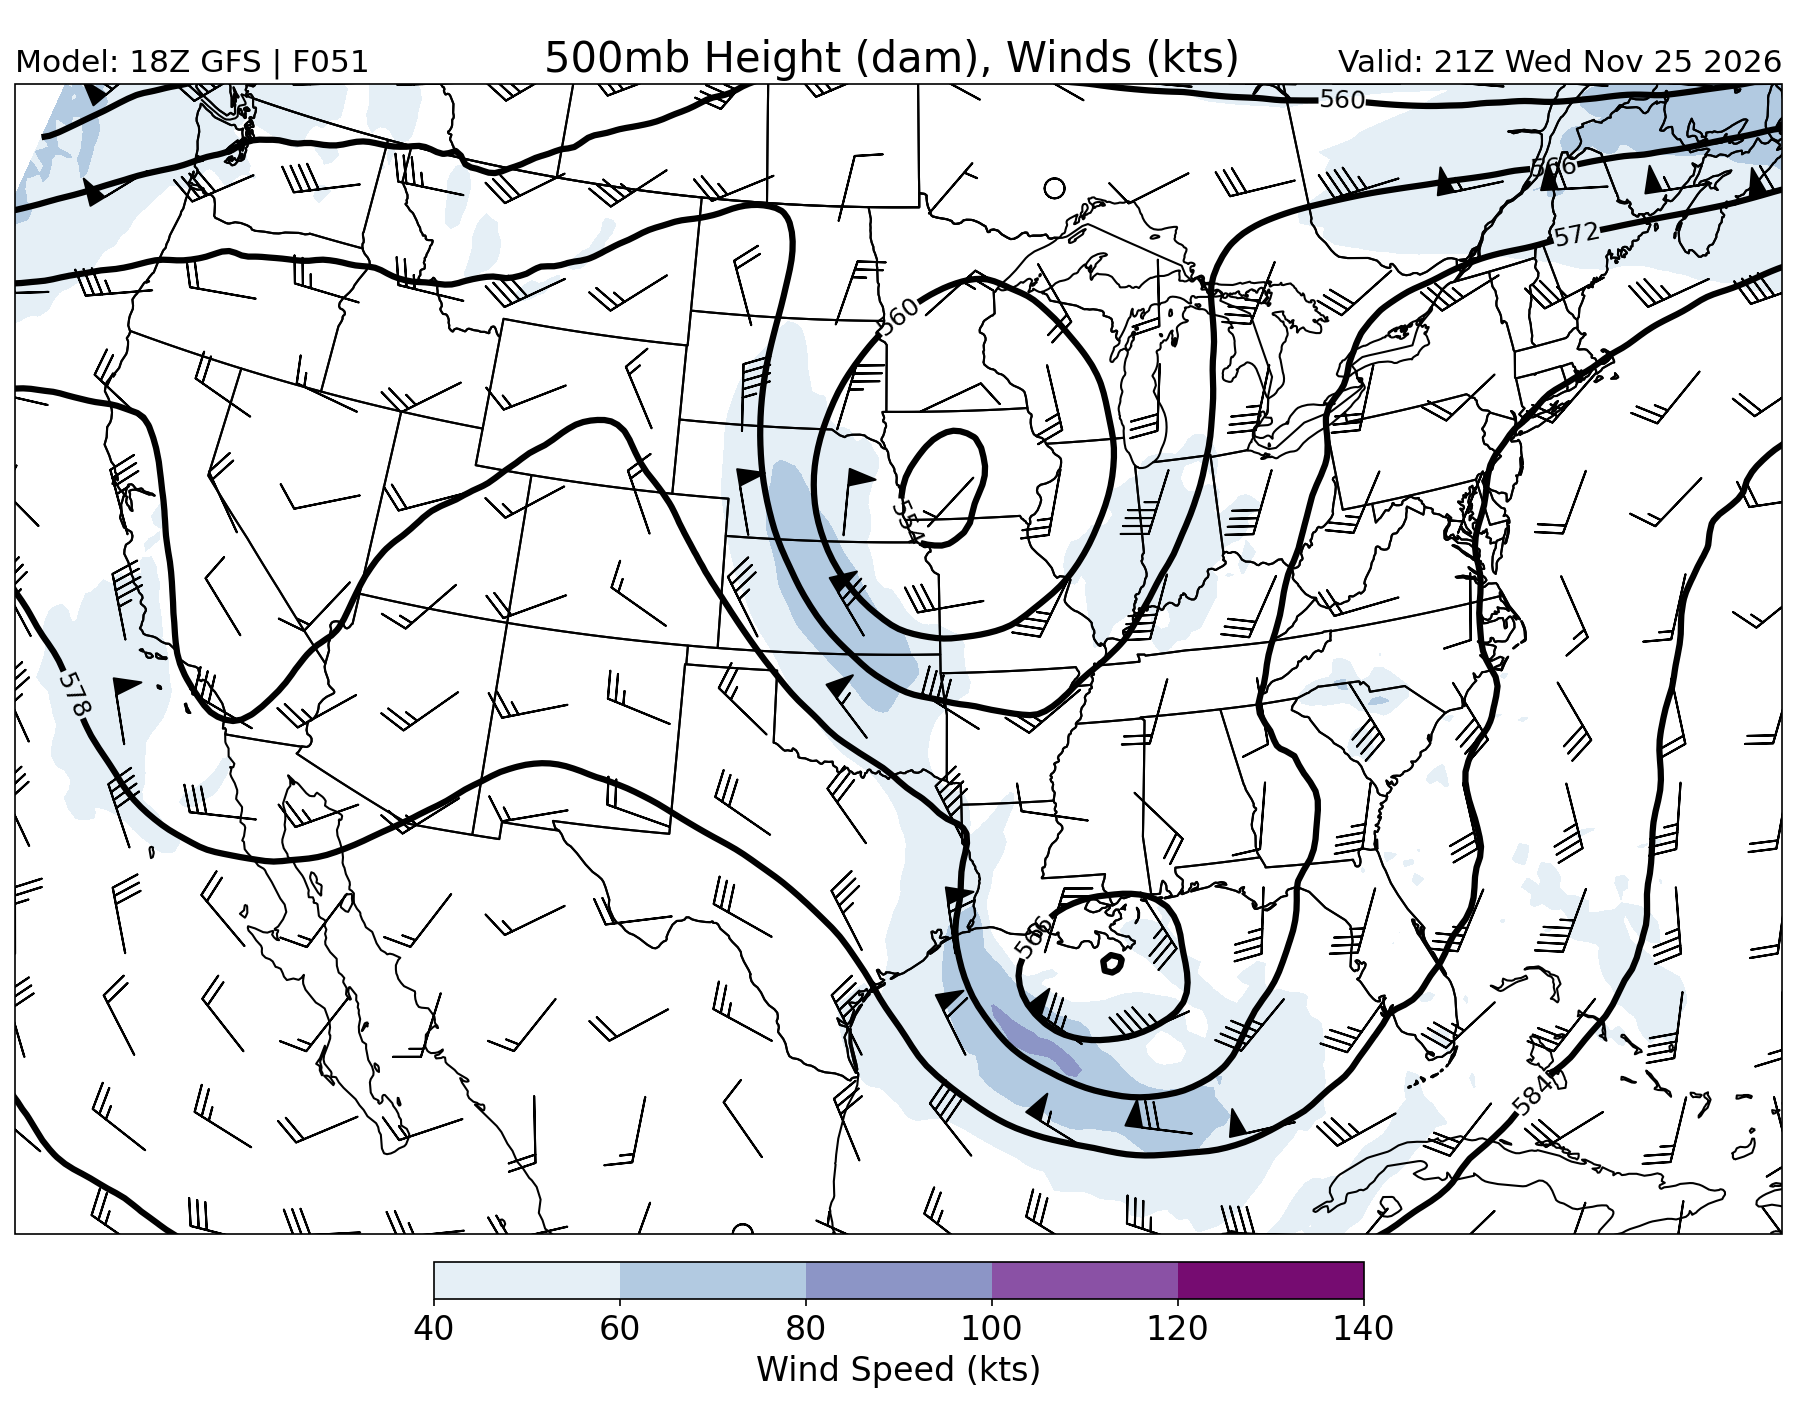 Model: 18Z GFS | F051
500mb Height (dam), Winds (kts)
Valid: 21Z Wed Nov 25 2026
560
566
572
560
554
578
566
584
40 60 80 100 120 140
Wind Speed (kts)